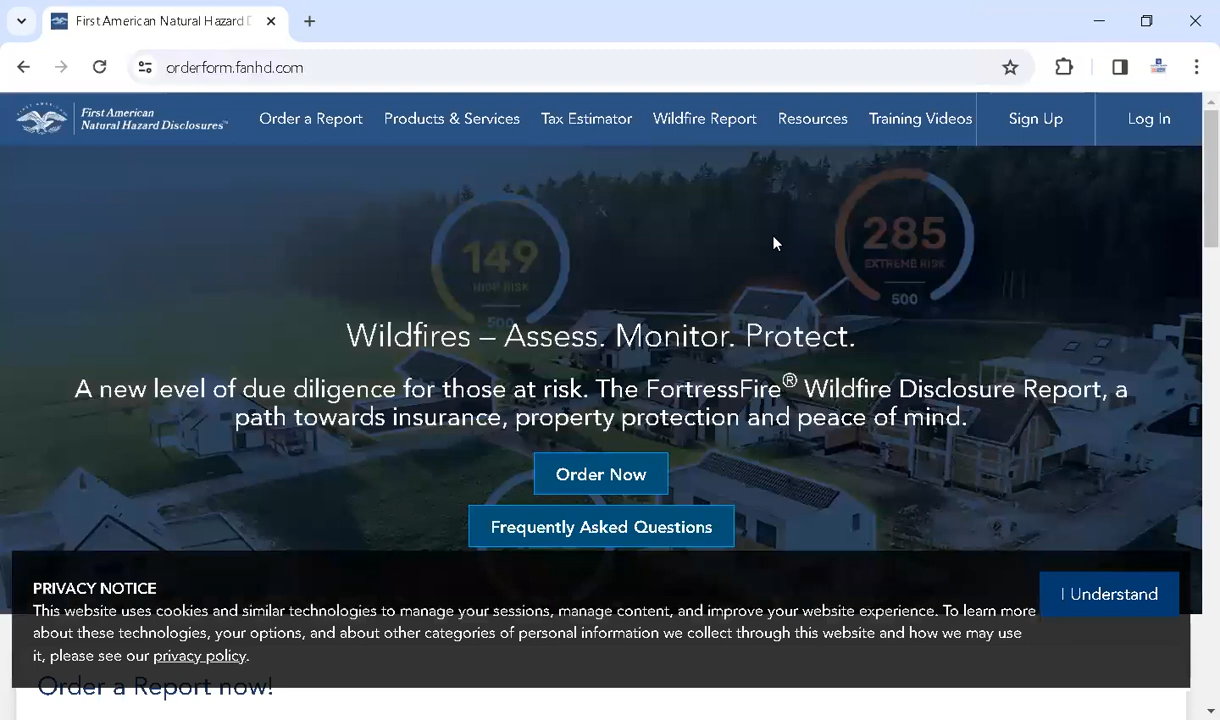 First American Natural Hazard D
orderform.fanhd.com
First American
Natural Hazard Disclosures™
Order a Report
Products & Services
Tax Estimator
Wildfire Report
Resources
Training Videos
Sign Up
Log In
149
HIGH RISK
500
285
EXTREME RISK
500
Wildfires – Assess. Monitor. Protect.
A new level of due diligence for those at risk. The FortressFire® Wildfire Disclosure Report, a
path towards insurance, property protection and peace of mind.
Order Now
Frequently Asked Questions
PRIVACY NOTICE
This website uses cookies and similar technologies to manage your sessions, manage content, and improve your website experience. To learn more
about these technologies, your options, and about other categories of personal information we collect through this website and how we may use
it, please see our privacy policy.
I Understand
Order a Report now!